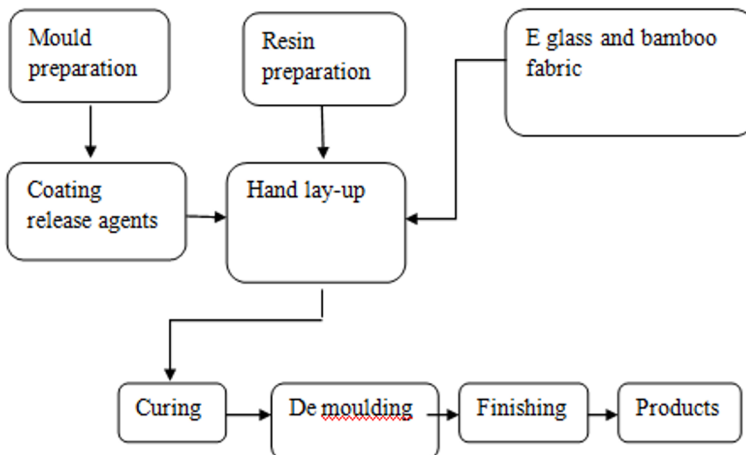 Mould
preparation
Resin
preparation
E glass and bamboo
fabric
Coating
release agents
Hand lay-up
Curing
De moulding
Finishing
Products